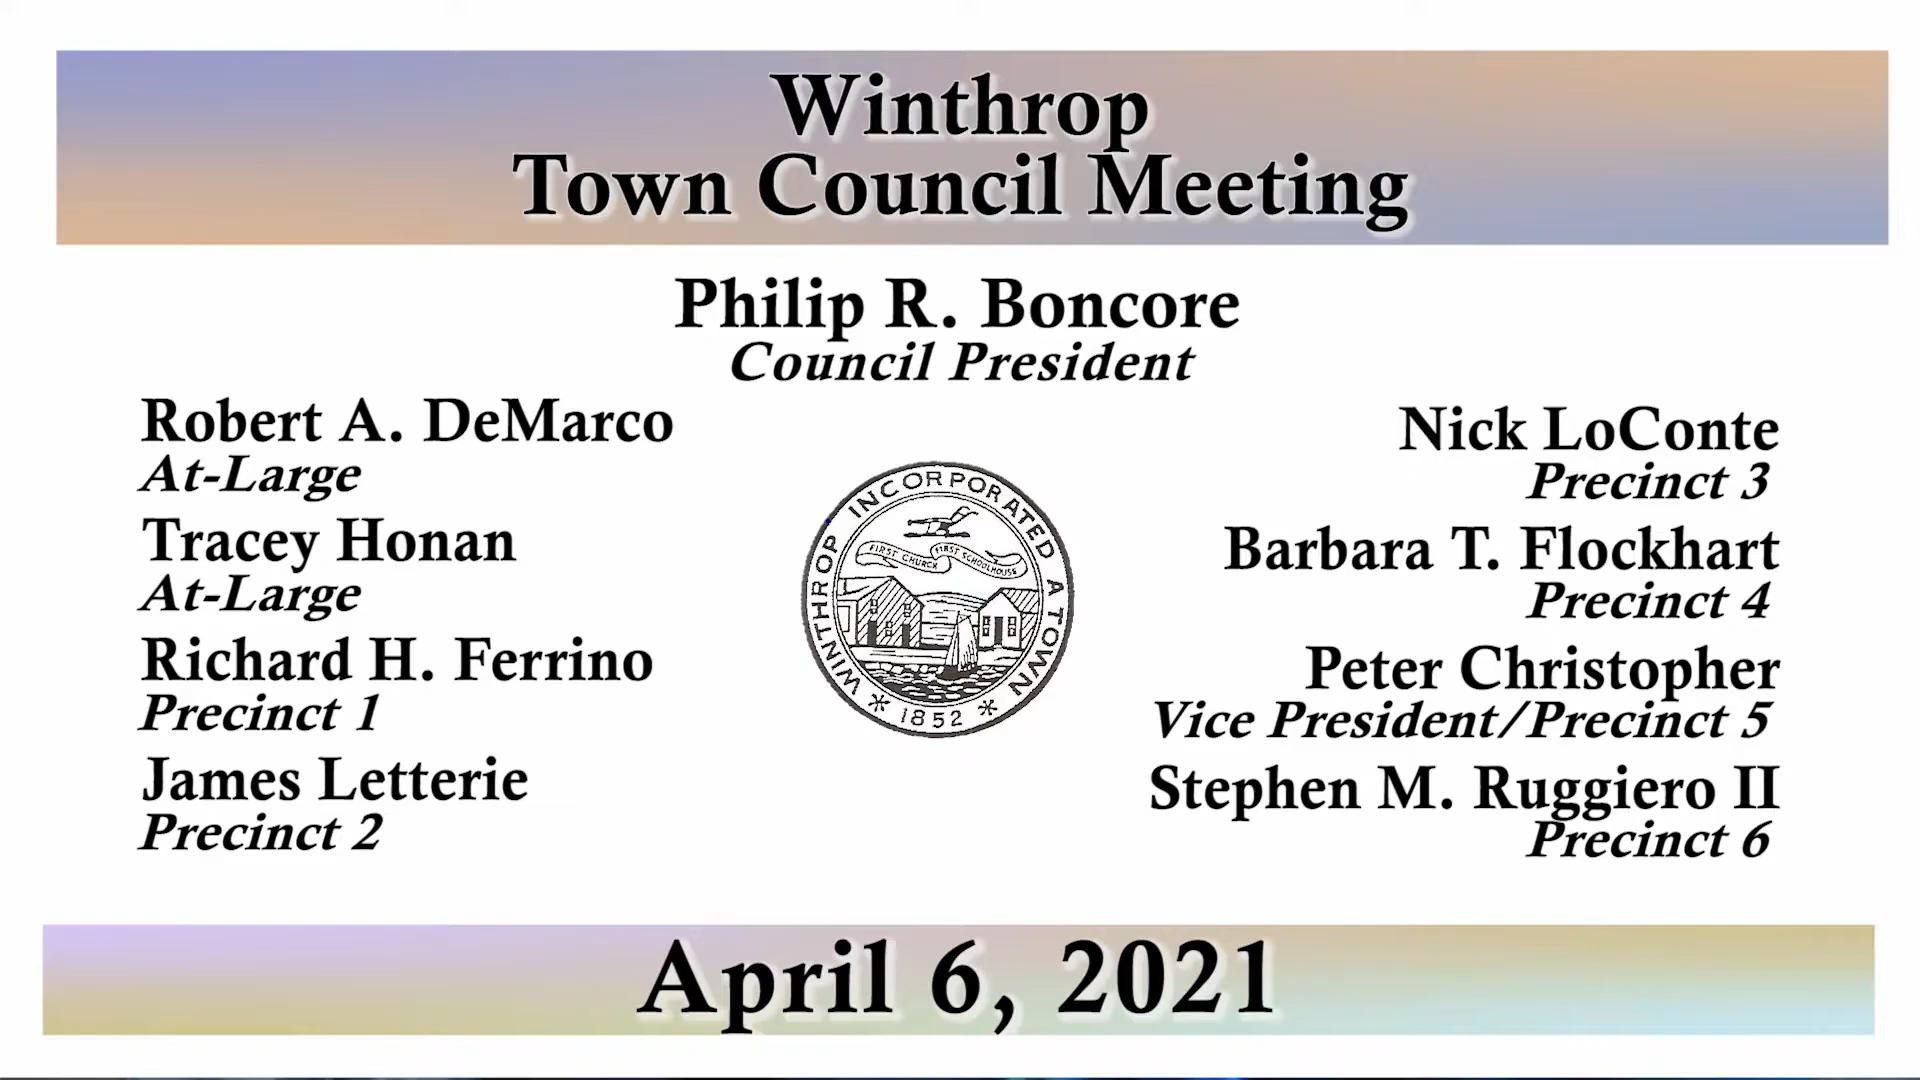 Winthrop
Town Council Meeting
Philip R. Boncore
Council President
Robert A. DeMarco
At-Large
Tracey Honan
At-Large
Richard H. Ferrino
Precinct 1
James Letterie
Precinct 2
WINTHROP INCORPORATED A TOWN
FIRST CHURCH FIRST SCHOOLHOUSE
* 1852 *
Nick LoConte
Precinct 3
Barbara T. Flockhart
Precinct 4
Peter Christopher
Vice President/Precinct 5
Stephen M. Ruggiero II
Precinct 6
April 6, 2021